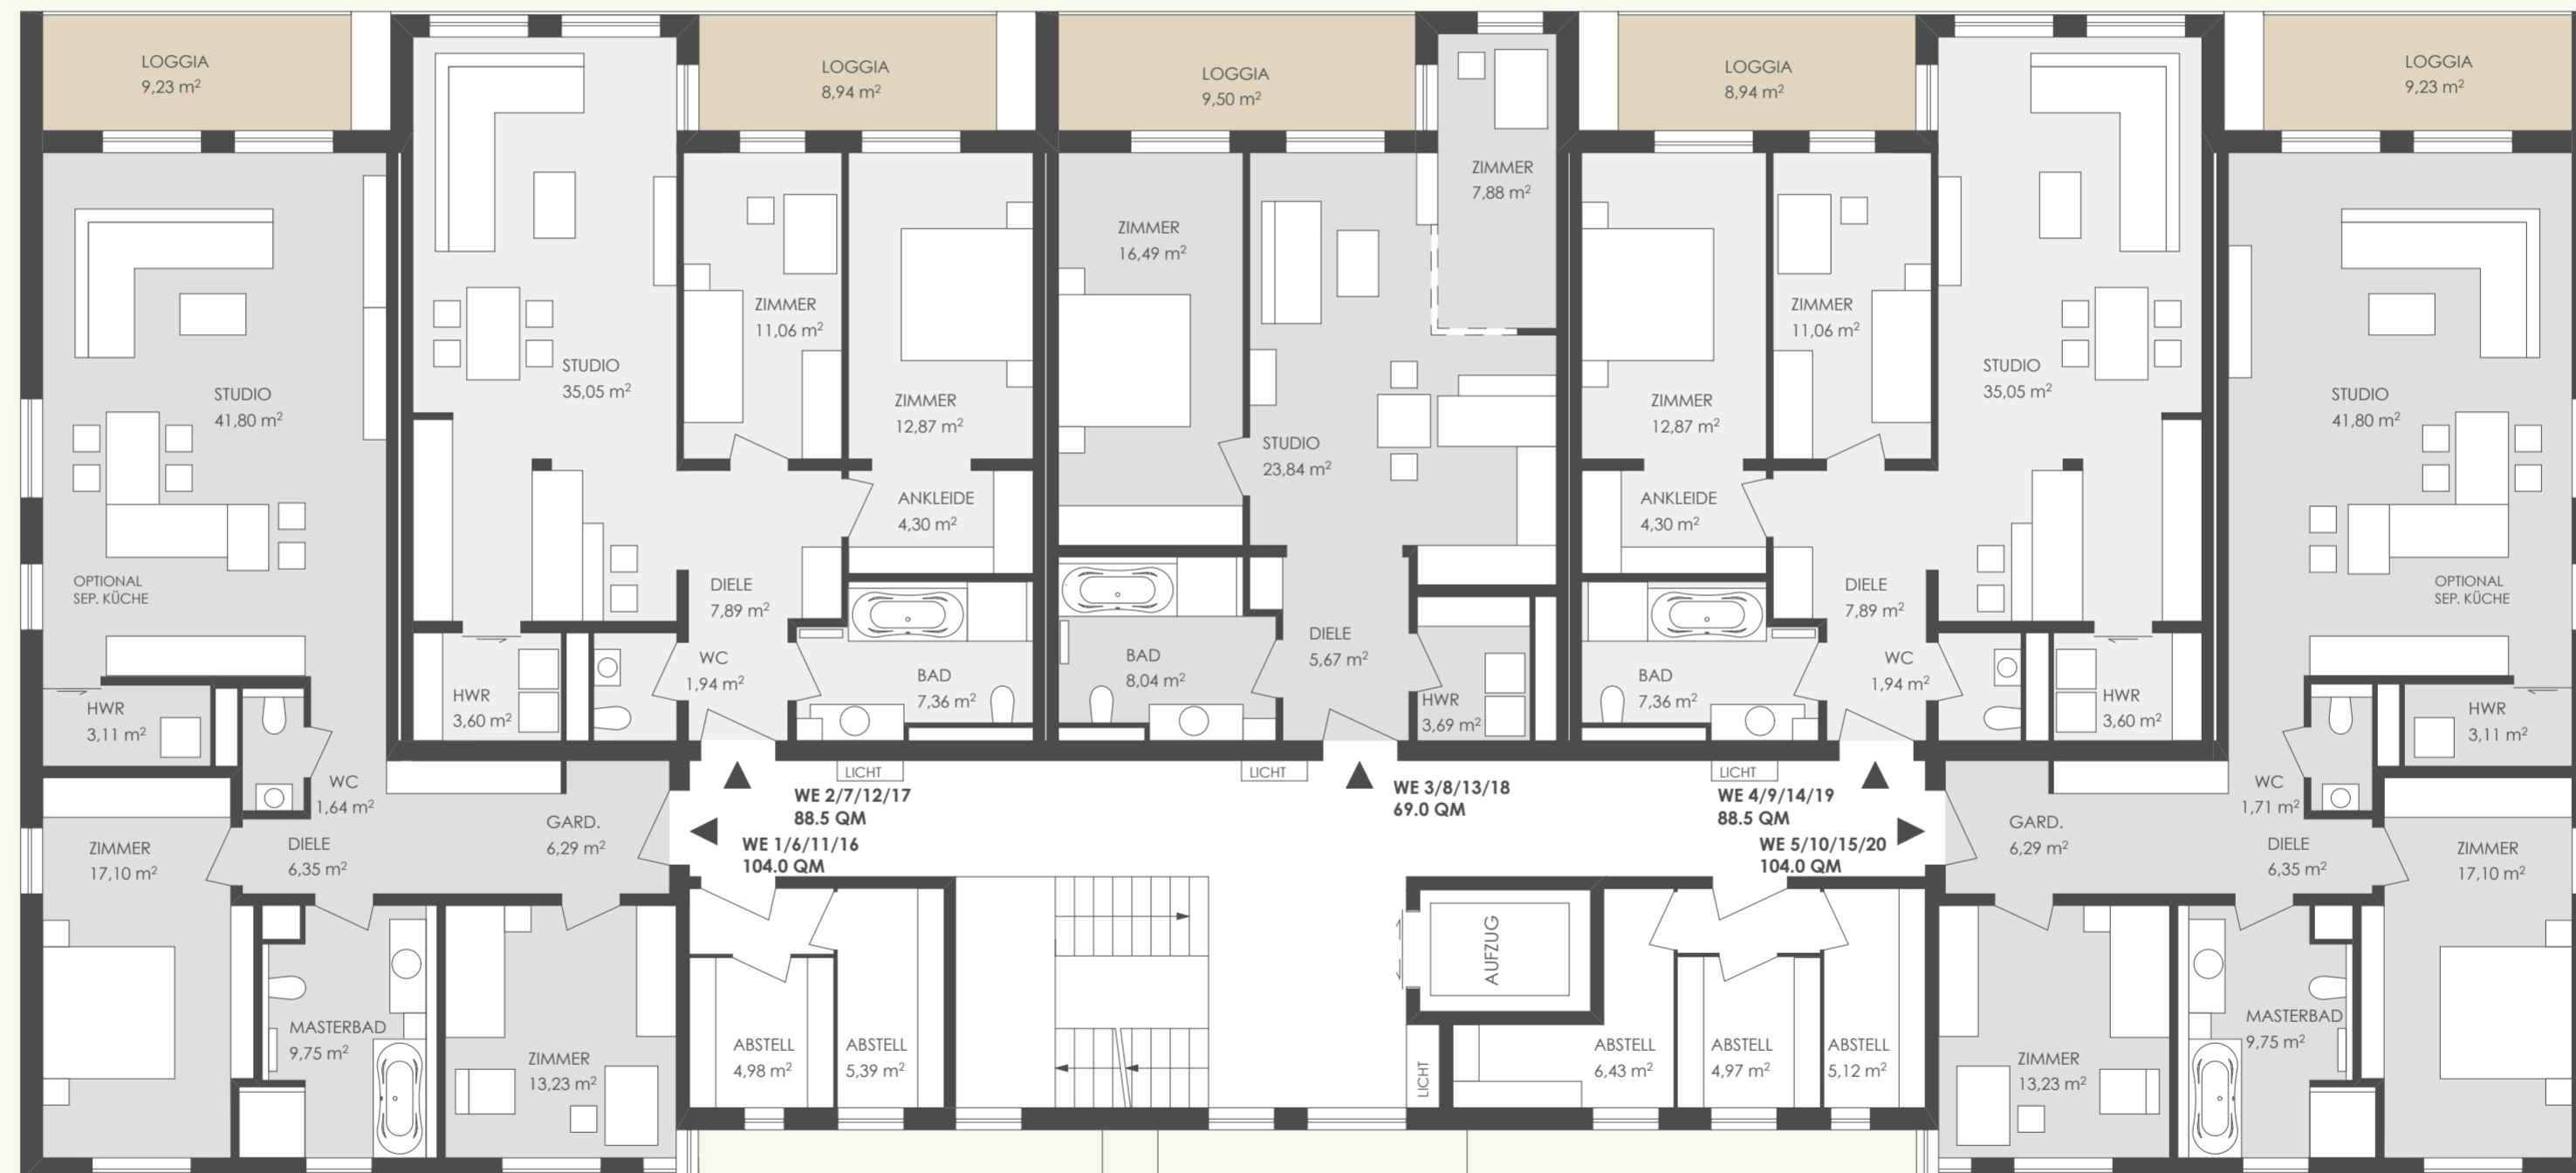 LOGGIA
9,23 m²
LOGGIA
8,94 m²
LOGGIA
9,50 m²
LOGGIA
8,94 m²
LOGGIA
9,23 m²
ZIMMER
7,88 m²
ZIMMER
16,49 m²
ZIMMER
11,06 m²
ZIMMER
11,06 m²
STUDIO
35,05 m²
STUDIO
35,05 m²
STUDIO
41,80 m²
ZIMMER
12,87 m²
STUDIO
23,84 m²
ZIMMER
12,87 m²
STUDIO
41,80 m²
ANKLEIDE
4,30 m²
ANKLEIDE
4,30 m²
OPTIONAL
SEP. KÜCHE
DIELE
7,89 m²
DIELE
7,89 m²
OPTIONAL
SEP. KÜCHE
DIELE
5,67 m²
WC
1,94 m²
BAD
7,36 m²
BAD
8,04 m²
BAD
7,36 m²
WC
1,94 m²
HWR
3,11 m²
HWR
3,60 m²
HWR
3,69 m²
HWR
3,60 m²
HWR
3,11 m²
LICHT
LICHT
LICHT
WC
1,64 m²
WE 2/7/12/17
88.5 QM
WE 3/8/13/18
69.0 QM
WE 4/9/14/19
88.5 QM
WC
1,71 m²
WE 1/6/11/16
104.0 QM
WE 5/10/15/20
104.0 QM
ZIMMER
17,10 m²
DIELE
6,35 m²
GARD.
6,29 m²
GARD.
6,29 m²
DIELE
6,35 m²
ZIMMER
17,10 m²
AUFZUG
MASTERBAD
9,75 m²
ZIMMER
13,23 m²
ABSTELL
4,98 m²
ABSTELL
5,39 m²
LICHT
ABSTELL
6,43 m²
ABSTELL
4,97 m²
ABSTELL
5,12 m²
ZIMMER
13,23 m²
MASTERBAD
9,75 m²